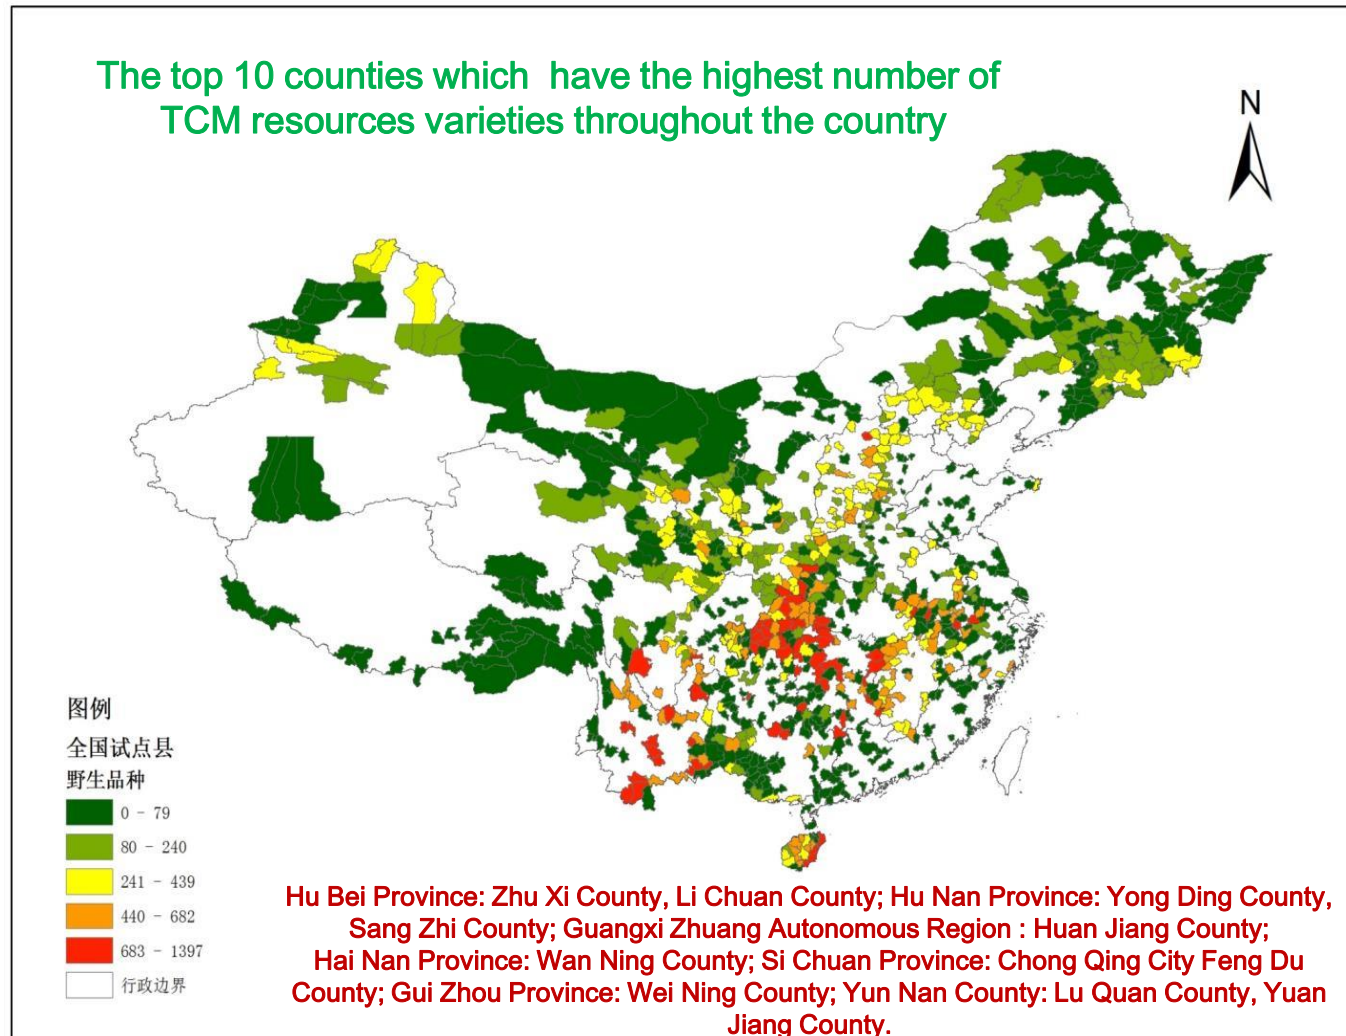 The top 10 counties which have the highest number of
TCM resources varieties throughout the country
N
图例
全国试点县
野生品种
0 - 79
80 - 240
241 - 439
440 - 682
683 - 1397
行政边界
Hu Bei Province: Zhu Xi County, Li Chuan County; Hu Nan Province: Yong Ding County,
Sang Zhi County; Guangxi Zhuang Autonomous Region : Huan Jiang County;
Hai Nan Province: Wan Ning County; Si Chuan Province: Chong Qing City Feng Du
County; Gui Zhou Province: Wei Ning County; Yun Nan County: Lu Quan County, Yuan
Jiang County.